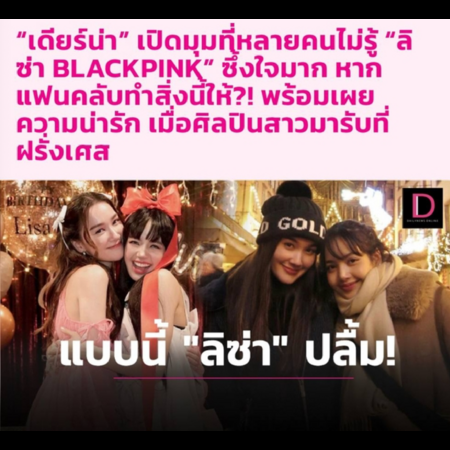 “เดียร์น่า” เปิดมุมที่หลายคนไม่รู้ “ลิ
ซ่า BLACKPINK” ซึ้งใจมาก หาก
แฟนคลับทำสิ่งนี้ให้?! พร้อมเผย
ความน่ารัก เมื่อศิลปินสาวมารับที่
ฝรั่งเศส
BIRTHDAY
Lisa
GOLD
D
แบบนี้ "ลิซ่า" ปลื้ม!